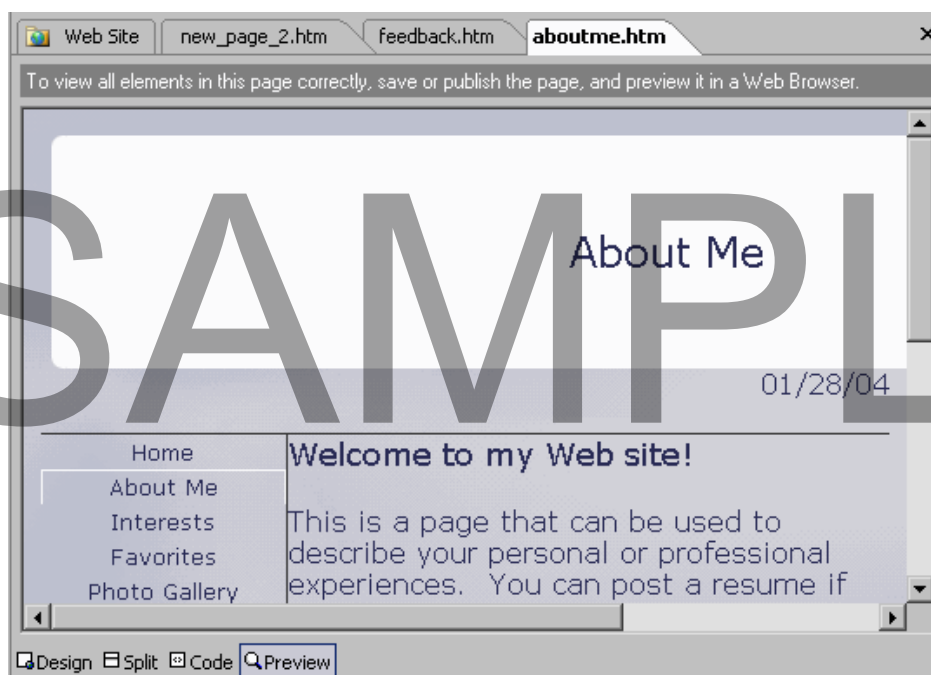 Web Site new_page_2.htm feedback.htm aboutme.htm
To view all elements in this page correctly, save or publish the page, and preview it in a Web Browser.
About Me
SAMPL
01/28/04
Home
About Me
Interests
Favorites
Photo Gallery
Welcome to my Web site!
This is a page that can be used to
describe your personal or professional
experiences. You can post a resume if
Design Split Code Preview